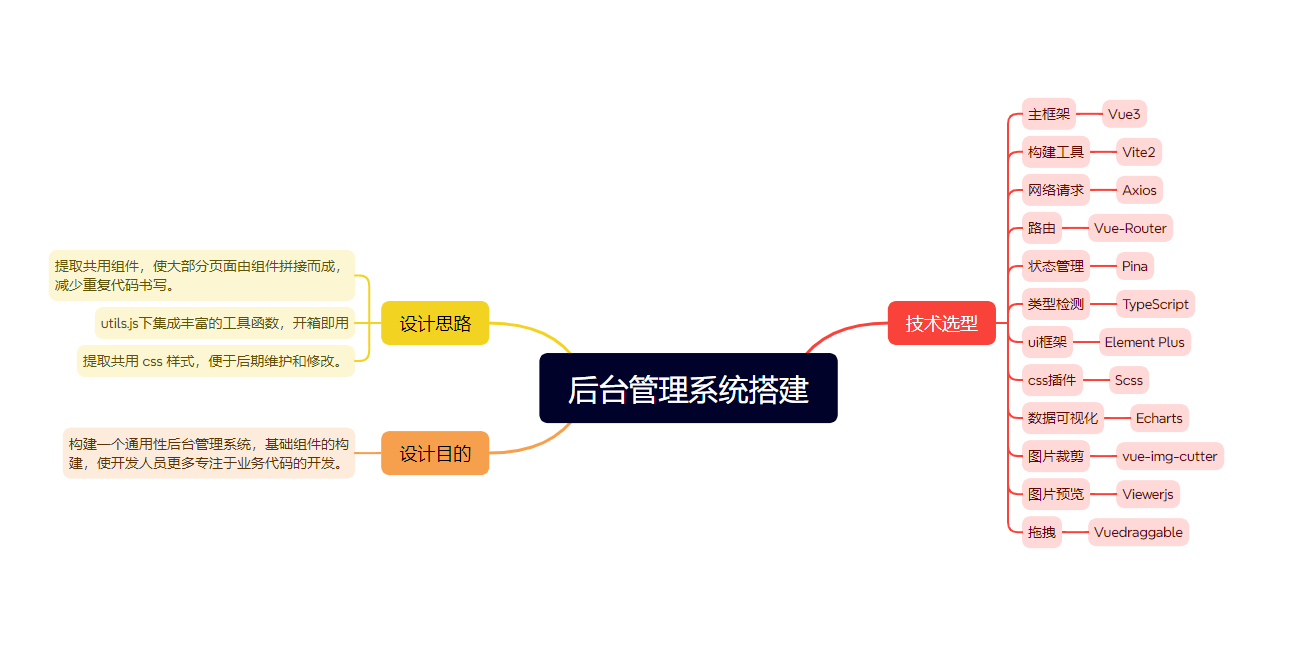 后台管理系统搭建
设计思路
提取共用组件，使大部分页面由组件拼接而成，
减少重复代码书写。
utils.js下集成丰富的工具函数，开箱即用
提取共用 css 样式，便于后期维护和修改。
设计目的
构建一个通用性后台管理系统，基础组件的构
建，使开发人员更多专注于业务代码的开发。
技术选型
主框架 Vue3
构建工具 Vite2
网络请求 Axios
路由 Vue-Router
状态管理 Pina
类型检测 TypeScript
ui框架 Element Plus
css插件 Scss
数据可视化 Echarts
图片裁剪 vue-img-cutter
图片预览 Viewerjs
拖拽 Vuedraggable